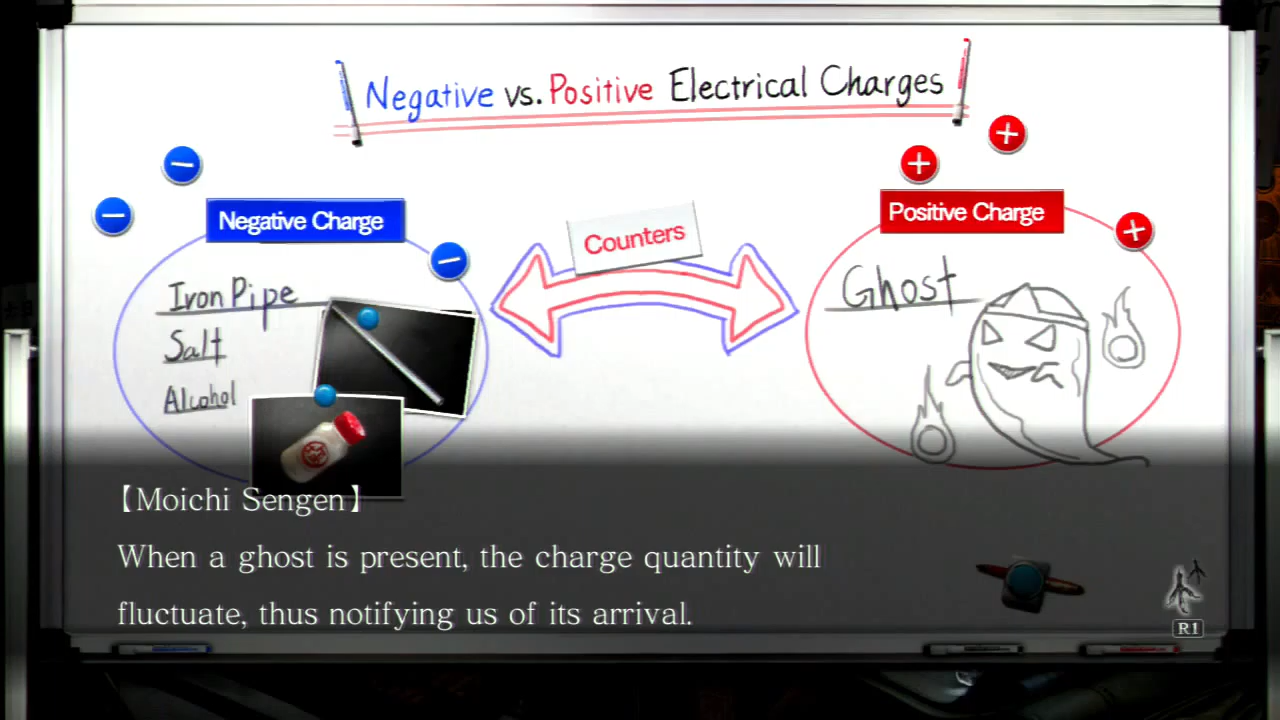 Negative vs. Positive Electrical Charges
Negative Charge
Counters
Positive Charge
Iron Pipe
Salt
Alcohol
Ghost
【Moichi Sengen】
When a ghost is present, the charge quantity will
fluctuate, thus notifying us of its arrival.
R1